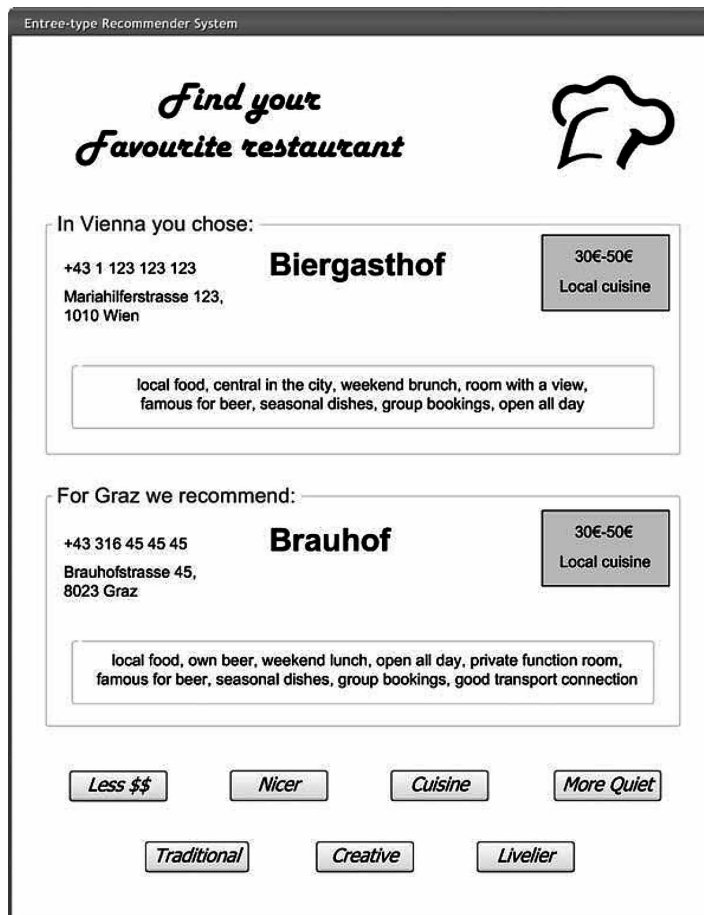 Entree-type Recommender System
Find your
Favourite restaurant
In Vienna you chose:
+43 1 123 123 123
Biergasthof
30€-50€
Local cuisine
Mariahilferstrasse 123,
1010 Wien
local food, central in the city, weekend brunch, room with a view,
famous for beer, seasonal dishes, group bookings, open all day
For Graz we recommend:
+43 316 45 45 45
Brauhof
30€-50€
Local cuisine
Brauhofstrasse 45,
8023 Graz
local food, own beer, weekend lunch, open all day, private function room,
famous for beer, seasonal dishes, group bookings, good transport connection
Less $$
Nicer
Cuisine
More Quiet
Traditional
Creative
Livelier